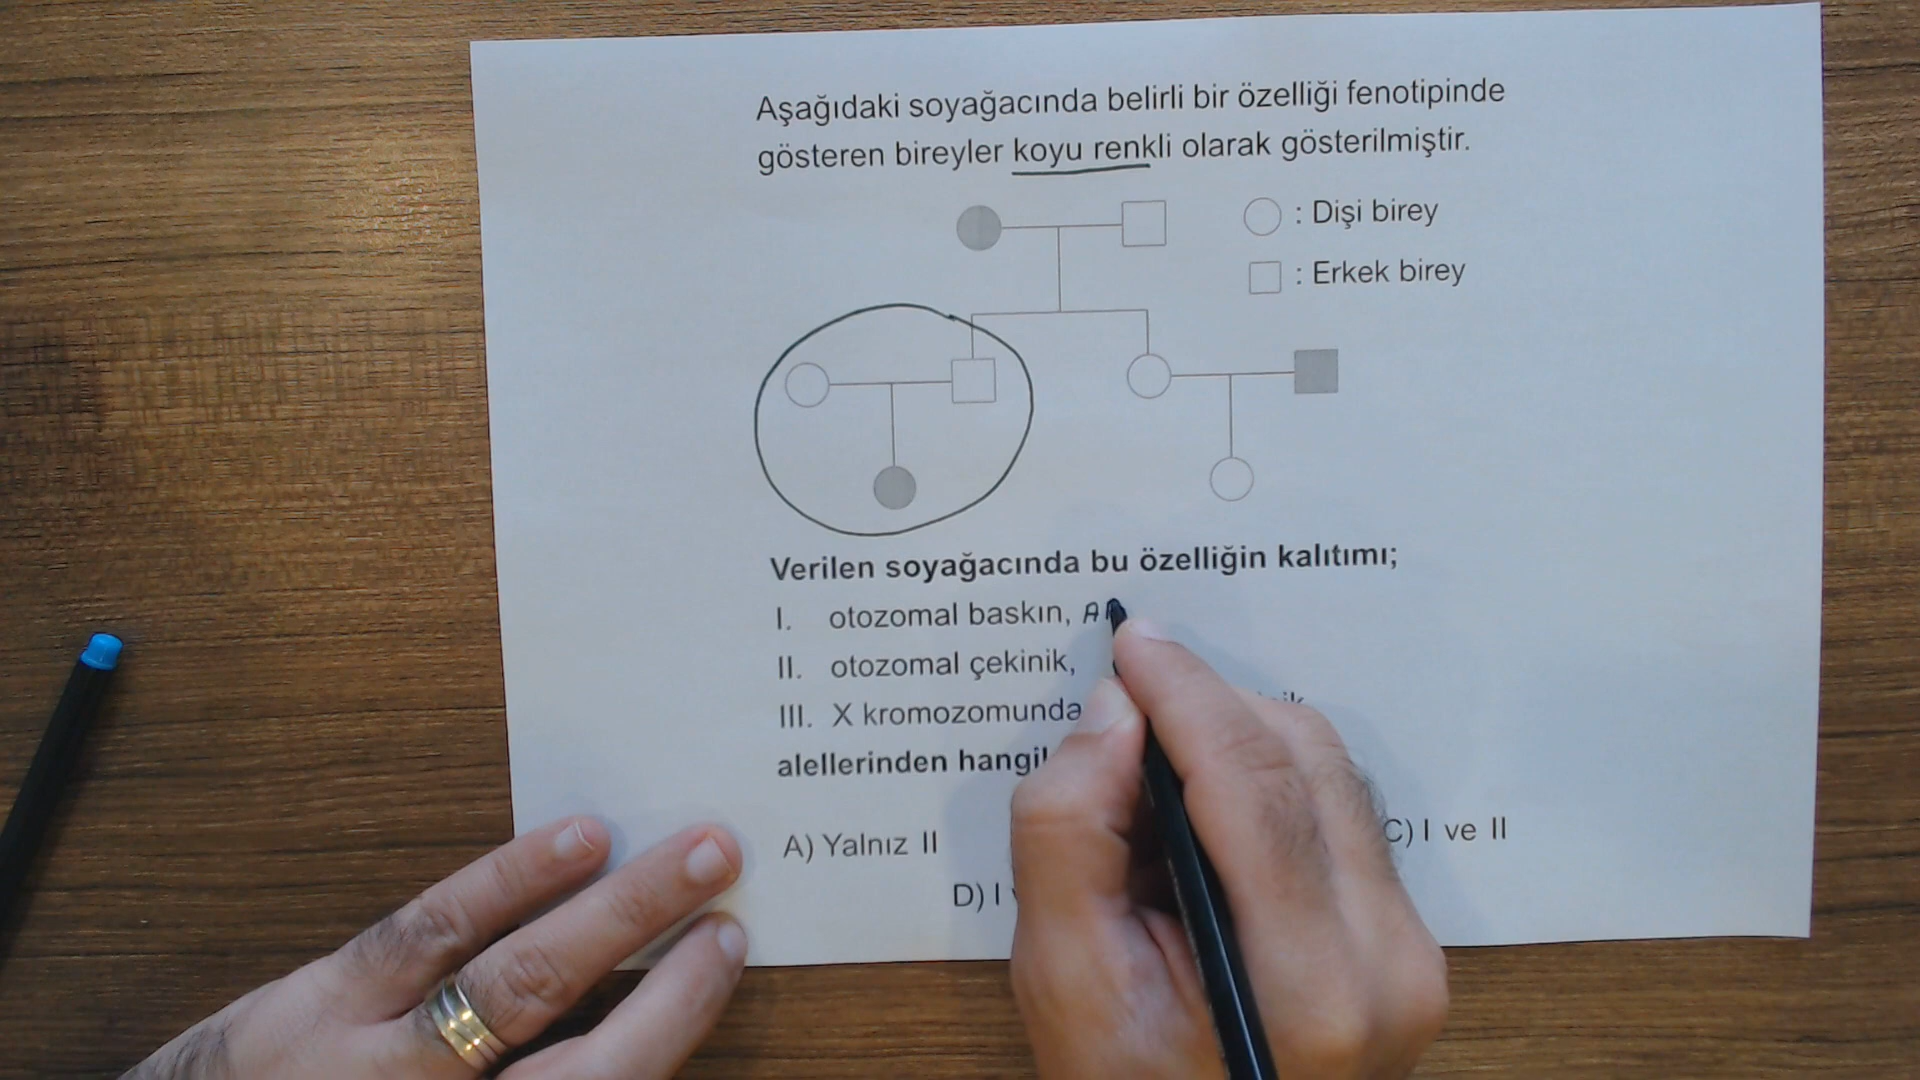 Aşağıdaki soyağacında belirli bir özelliği fenotipinde
gösteren bireyler koyu renkli olarak gösterilmiştir.
: Dişi birey
: Erkek birey
Verilen soyağacında bu özelliğin kalıtımı;
I. otozomal baskın, A
II. otozomal çekinik,
III. X kromozomunda
alellerinden
A) Yalnız II
C) I ve II
D) I